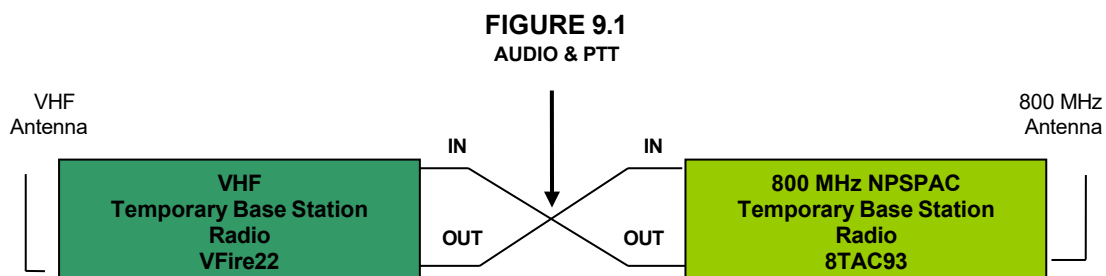 FIGURE 9.1
AUDIO & PTT
VHF
Antenna
800 MHz
Antenna
IN
IN
VHF
Temporary Base Station
Radio
VFire22
OUT
OUT
800 MHz NPSPAC
Temporary Base Station
Radio
8TAC93